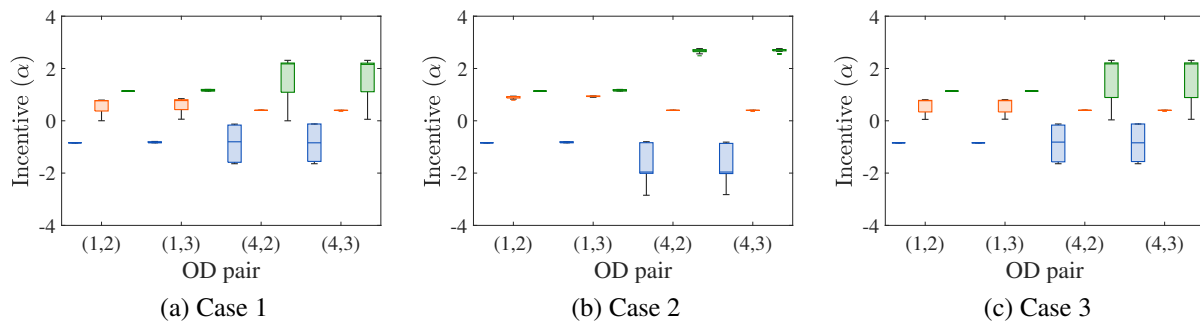 4
2
0
-2
-4
Incentive (α)
(1,2) (1,3) (4,2) (4,3)
OD pair
(a) Case 1
4
2
0
-2
-4
Incentive (α)
(1,2) (1,3) (4,2) (4,3)
OD pair
(b) Case 2
4
2
0
-2
-4
Incentive (α)
(1,2) (1,3) (4,2) (4,3)
OD pair
(c) Case 3